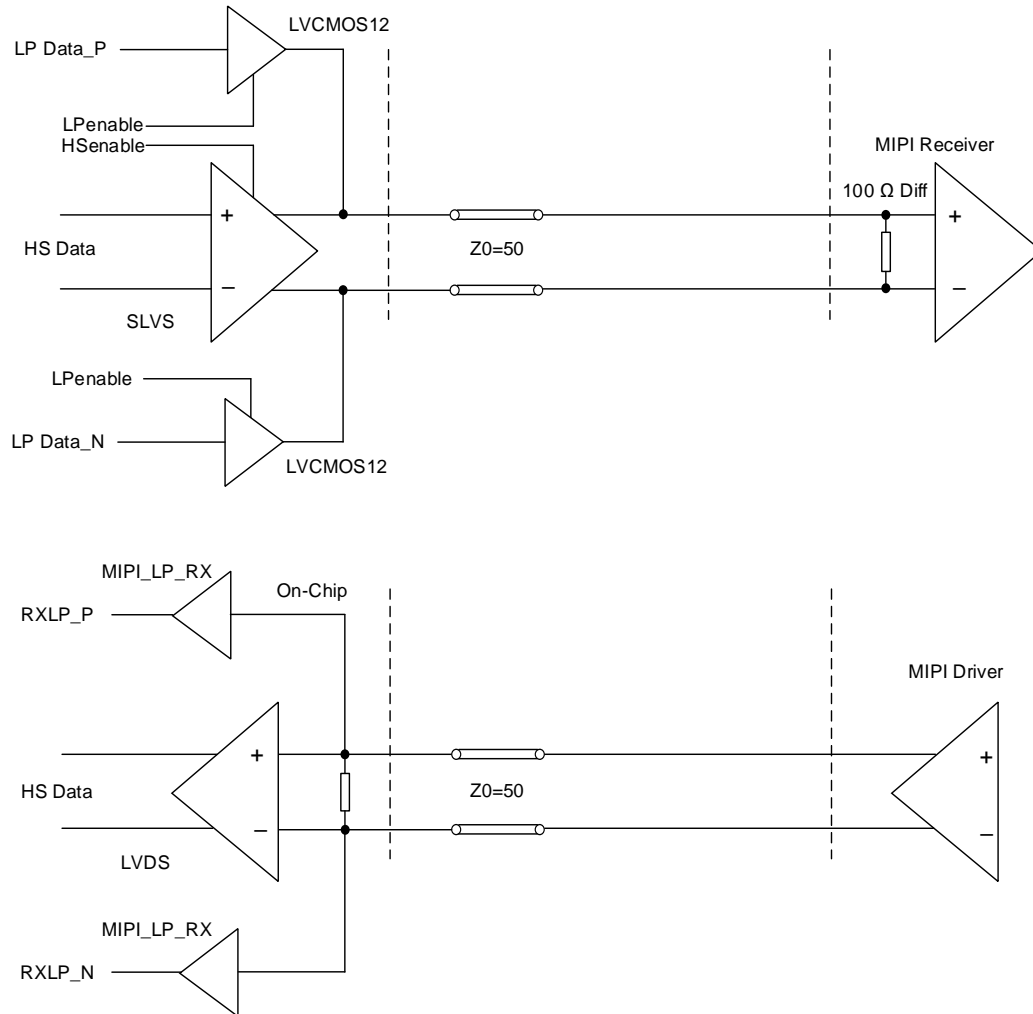 LVCMOS12
LP Data_P
LPenable
HSenable
MIPI Receiver
100 Ω Diff
+
+
HS Data
Z0=50
−
−
SLVS
LPenable
LP Data_N
LVCMOS12
MIPI_LP_RX
On-Chip
RXLP_P
MIPI Driver
+
+
HS Data
Z0=50
−
−
LVDS
MIPI_LP_RX
RXLP_N